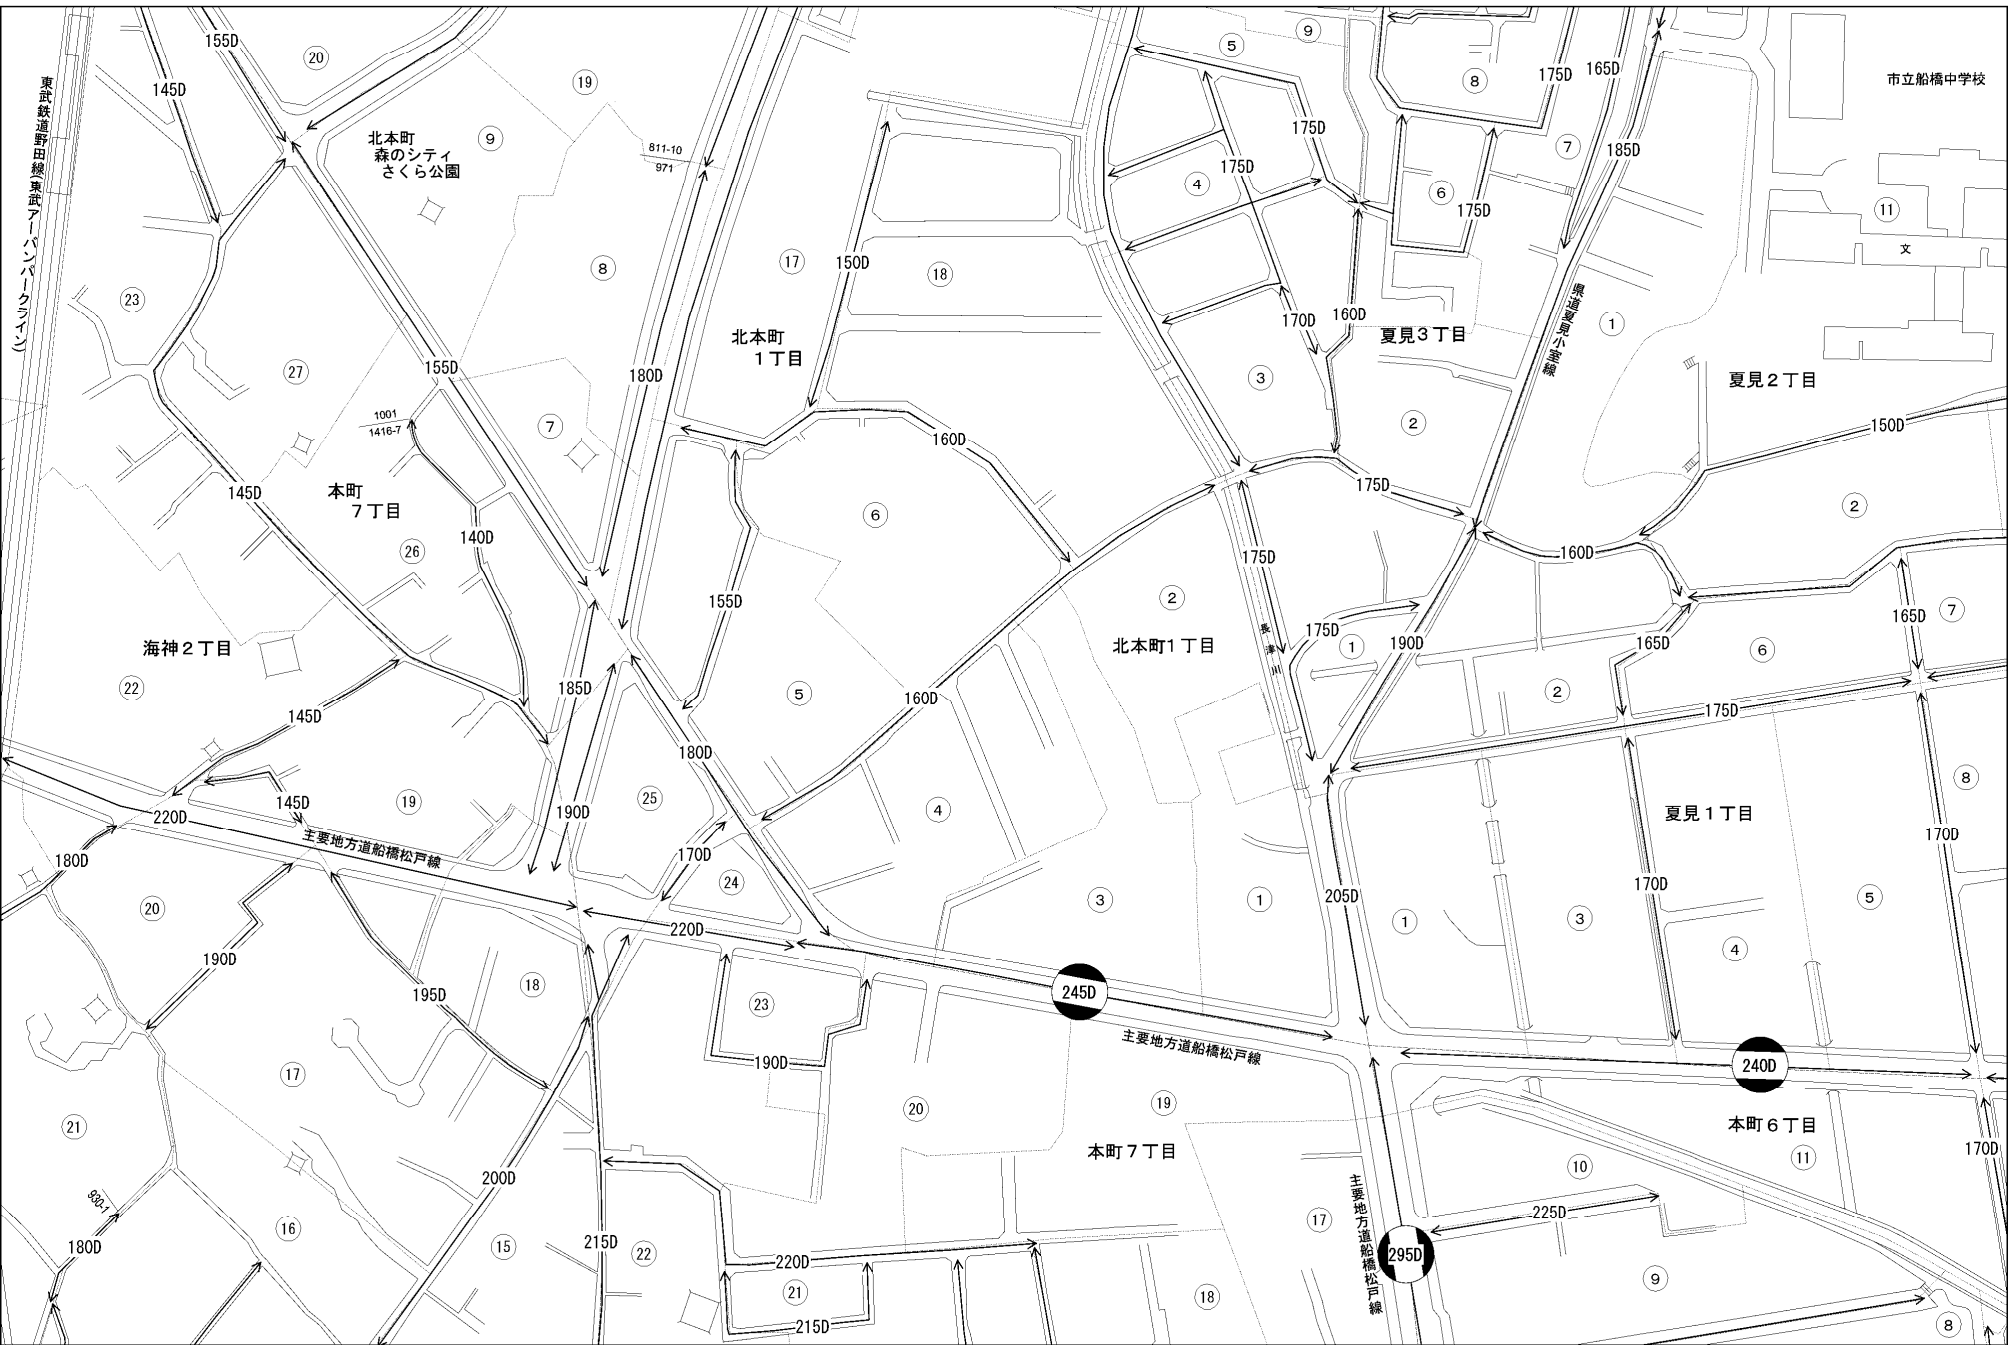 155D
⑳
⑲
⑤
⑨
⑧
175D
165D
市立船橋中学校
145D
東武鉄道野田線(東武アーバンパークライン)
北本町
森のシティ
さくら公園
⑨
811-10
971
175D
175D
④
⑦
185D
⑥
175D
⑪
文
㉓
⑧
⑰
150D
⑱
170D
160D
夏見3丁目
県道夏見小室線
①
北本町
1丁目
夏見2丁目
㉗
155D
180D
③
1001
1416-7
⑦
160D
②
150D
145D
本町
7丁目
175D
⑥
②
140D
㉖
175D
160D
155D
②
長津川
175D
190D
165D
⑦
165D
海神2丁目
北本町1丁目
①
⑥
㉒
185D
⑤
160D
②
145D
175D
180D
145D
⑲
㉕
190D
④
⑧
夏見1丁目
220D
主要地方道船橋松戸線
170D
170D
180D
㉔
170D
⑳
③
①
205D
①
③
⑤
220D
190D
④
195D
⑱
㉓
245D
主要地方道船橋松戸線
190D
240D
⑰
⑳
⑲
㉑
本町6丁目
本町7丁目
170D
⑩
⑪
200D
930-1
主要地方道船橋松戸線
⑯
⑮
215D
㉒
⑰
225D
180D
220D
295D
⑨
㉑
⑱
215D
⑧